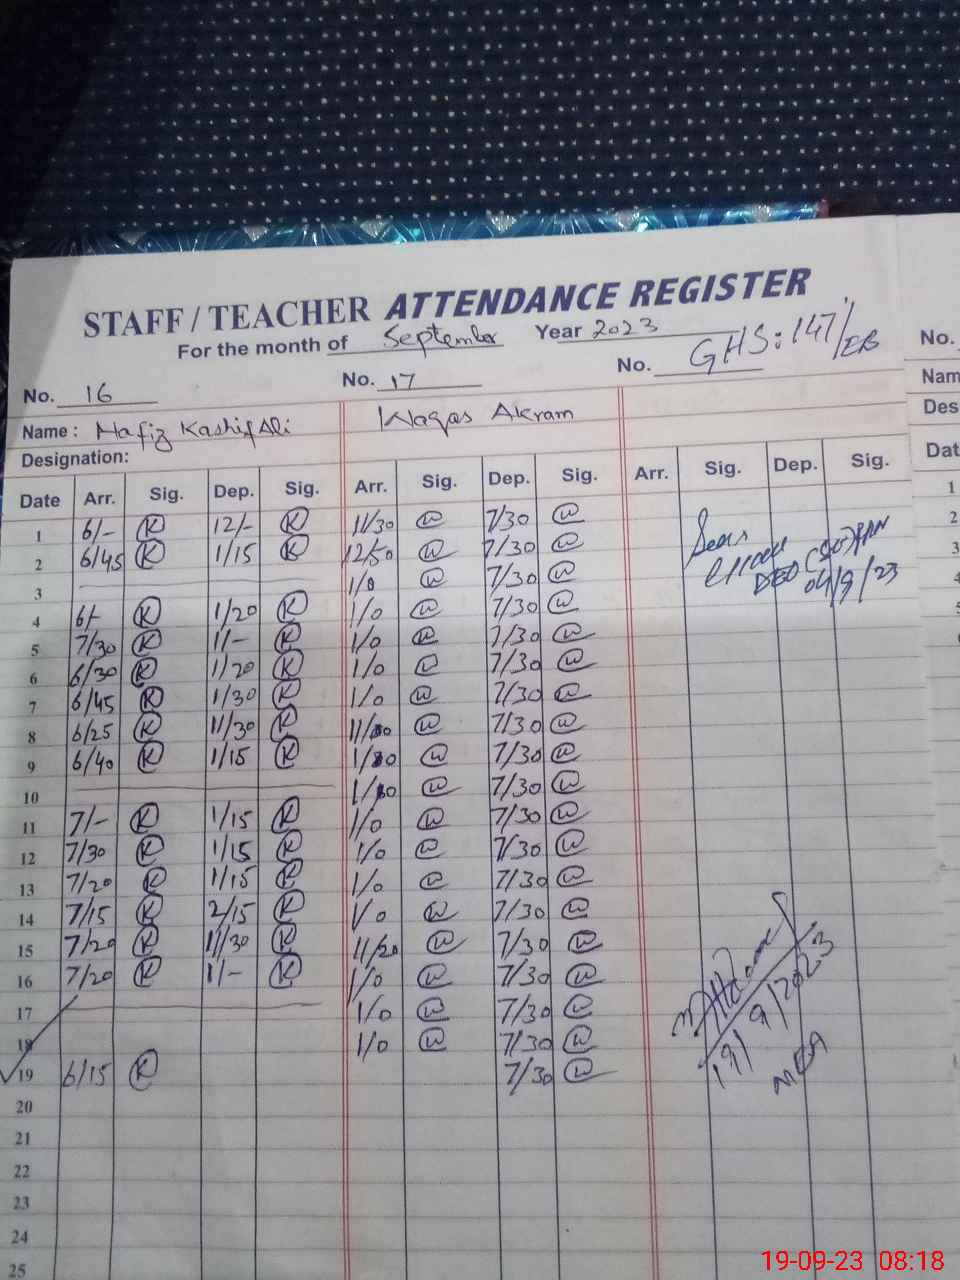 STAFF / TEACHER ATTENDANCE REGISTER
For the month of September Year 2023
No. 16 No. 17 No. GHS: 147/EB No.
Name : Hafiz Kashif Ali Waqas Akram Nam
Designation: Des
Date Arr. Sig. Dep. Sig. Arr. Sig. Dep. Sig. Arr. Sig. Dep. Sig. Dat
1 6/- K 12/- K 11/30 W 7/30 W 1
2 6/45 K 1/15 K 12/50 W 7/30 W Seen 2
3 W 7/30 W DEO 04/9/23 3
4 6/- K 1/20 K 1/0 W 7/30 W 4
5 7/30 K 1/- K 1/0 W 7/30 W 5
6 6/30 K 1/20 K 1/0 W 7/30 W
7 6/45 K 1/30 K 1/0 W 7/30 W
8 6/25 K 11/30 K W 7/30 W
9 6/40 K 1/15 K W 7/30 W
10 W 7/30 W
11 7/- K 1/15 K 1/0 W 7/30 W
12 7/30 K 1/15 K 1/0 W 7/30 W
13 7/20 K 1/15 K 1/0 W 7/30 W
14 7/15 K 2/15 K 1/0 W 7/30 W
15 7/20 K 11/30 K 11/20 W 7/30 W
16 7/20 K 1/- K 1/0 W 7/30 W
17 1/0 W 7/30 W
18 1/0 W 7/30 W
19 6/15 K 7/30 W 19/9/2023
MEA
20
21
22
23
24
25
19-09-23 08:18